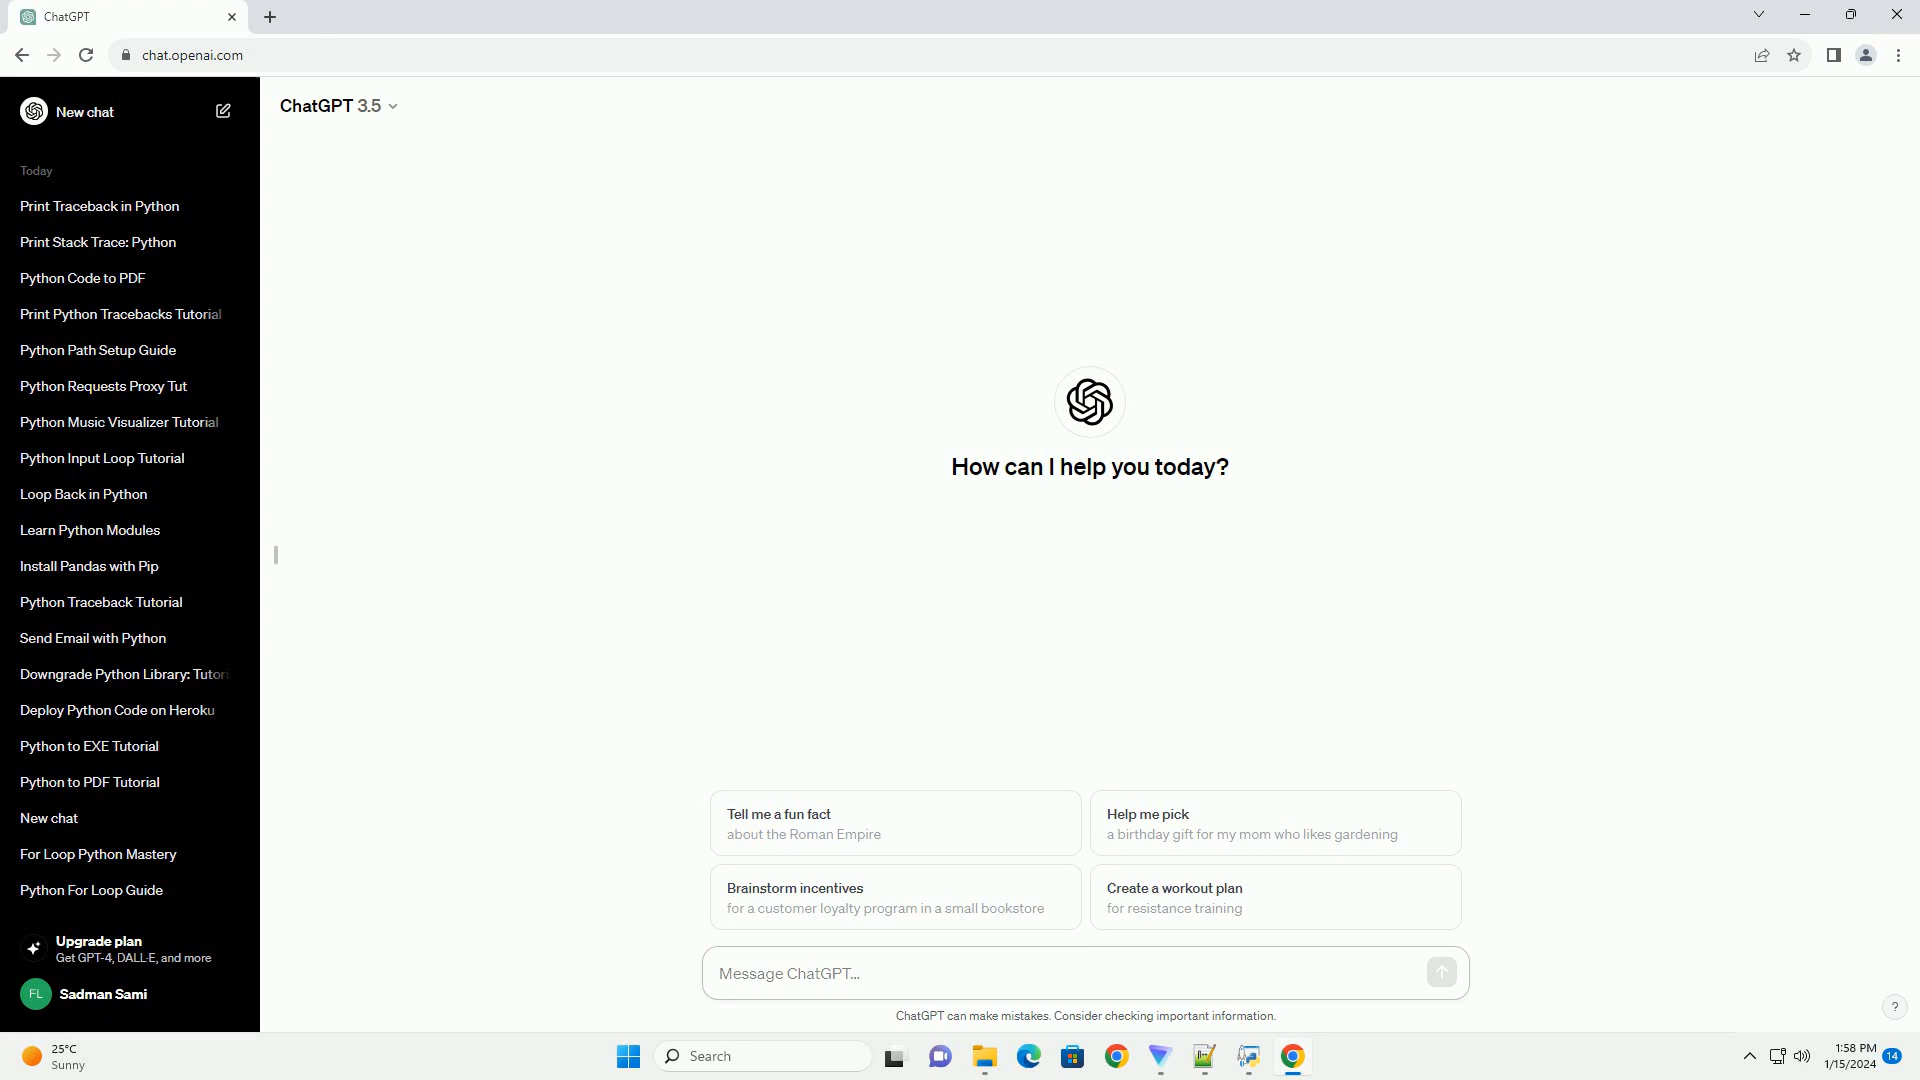 ChatGPT
chat.openai.com
New chat
ChatGPT 3.5
Today
Print Traceback in Python
Print Stack Trace: Python
Python Code to PDF
Print Python Tracebacks Tutorial
Python Path Setup Guide
Python Requests Proxy Tut
Python Music Visualizer Tutorial
Python Input Loop Tutorial
Loop Back in Python
Learn Python Modules
Install Pandas with Pip
Python Traceback Tutorial
Send Email with Python
Downgrade Python Library: Tutori
Deploy Python Code on Heroku
Python to EXE Tutorial
Python to PDF Tutorial
New chat
For Loop Python Mastery
Python For Loop Guide
Upgrade plan
Get GPT-4, DALL·E, and more
FL
Sadman Sami
How can I help you today?
Tell me a fun fact
about the Roman Empire
Help me pick
a birthday gift for my mom who likes gardening
Brainstorm incentives
for a customer loyalty program in a small bookstore
Create a workout plan
for resistance training
Message ChatGPT...
ChatGPT can make mistakes. Consider checking important information.
?
25°C
Sunny
Search
1:58 PM
1/15/2024
14